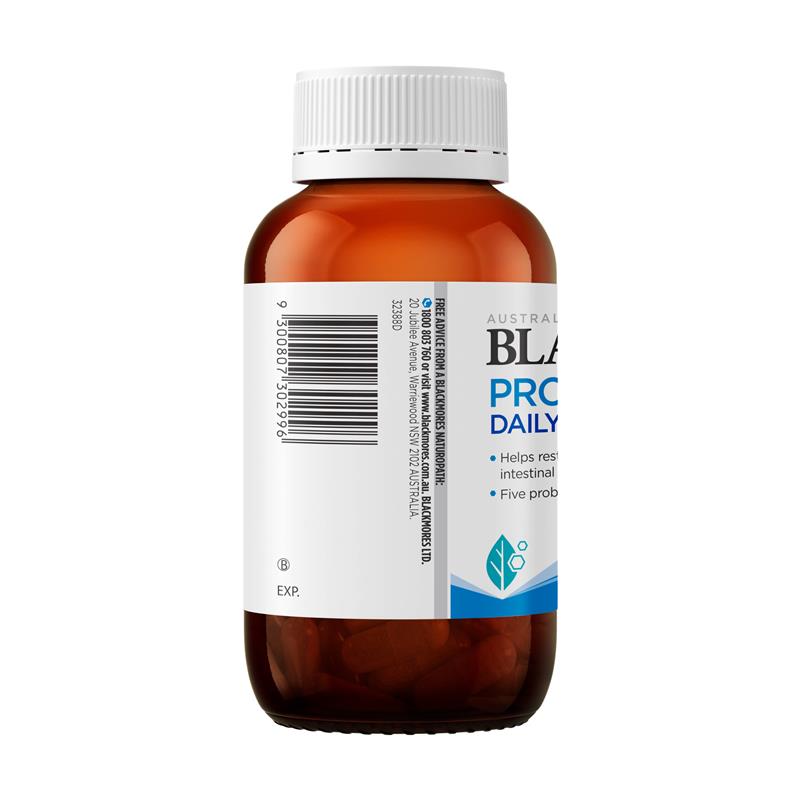 9 300807 302996
FREE ADVICE FROM A BLACKMORES NATUROPATH:
1800 803 760 or visit www.blackmores.com.au. BLACKMORES LTD.
20 Jubilee Avenue, Warriewood NSW 2102 AUSTRALIA.
32388D
B
EXP.
AUSTRAL
BLA
PRO
DAILY
• Helps rest
intestinal
• Five prob